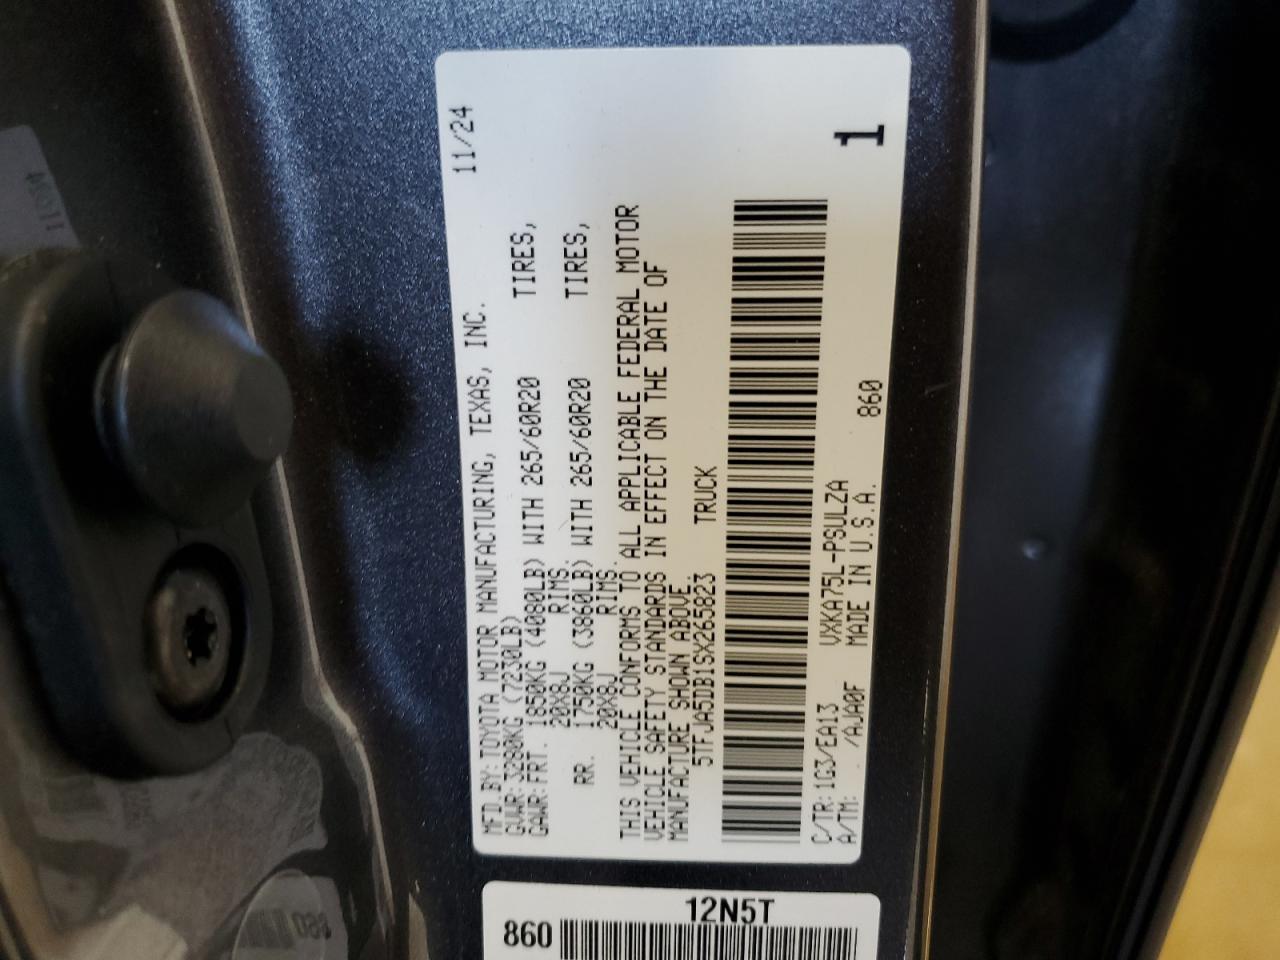 MFD. BY: TOYOTA MOTOR MANUFACTURING, TEXAS, INC. 11/24
GVWR: 3280KG (7230LB)
GAWR: FRT. 1850KG (4080LB) WITH 265/60R20 TIRES,
20X8J RIMS.
RR. 1750KG (3860LB) WITH 265/60R20 TIRES,
20X8J RIMS.
THIS VEHICLE CONFORMS TO ALL APPLICABLE FEDERAL MOTOR
VEHICLE SAFETY STANDARDS IN EFFECT ON THE DATE OF
MANUFACTURE SHOWN ABOVE.
5TFJA5DB1SX265823 TRUCK
C/TR: 1G3/EA13 VXKA75L-PSULZA
A/TM: /AJA0F MADE IN U.S.A. 860
1
12N5T
860